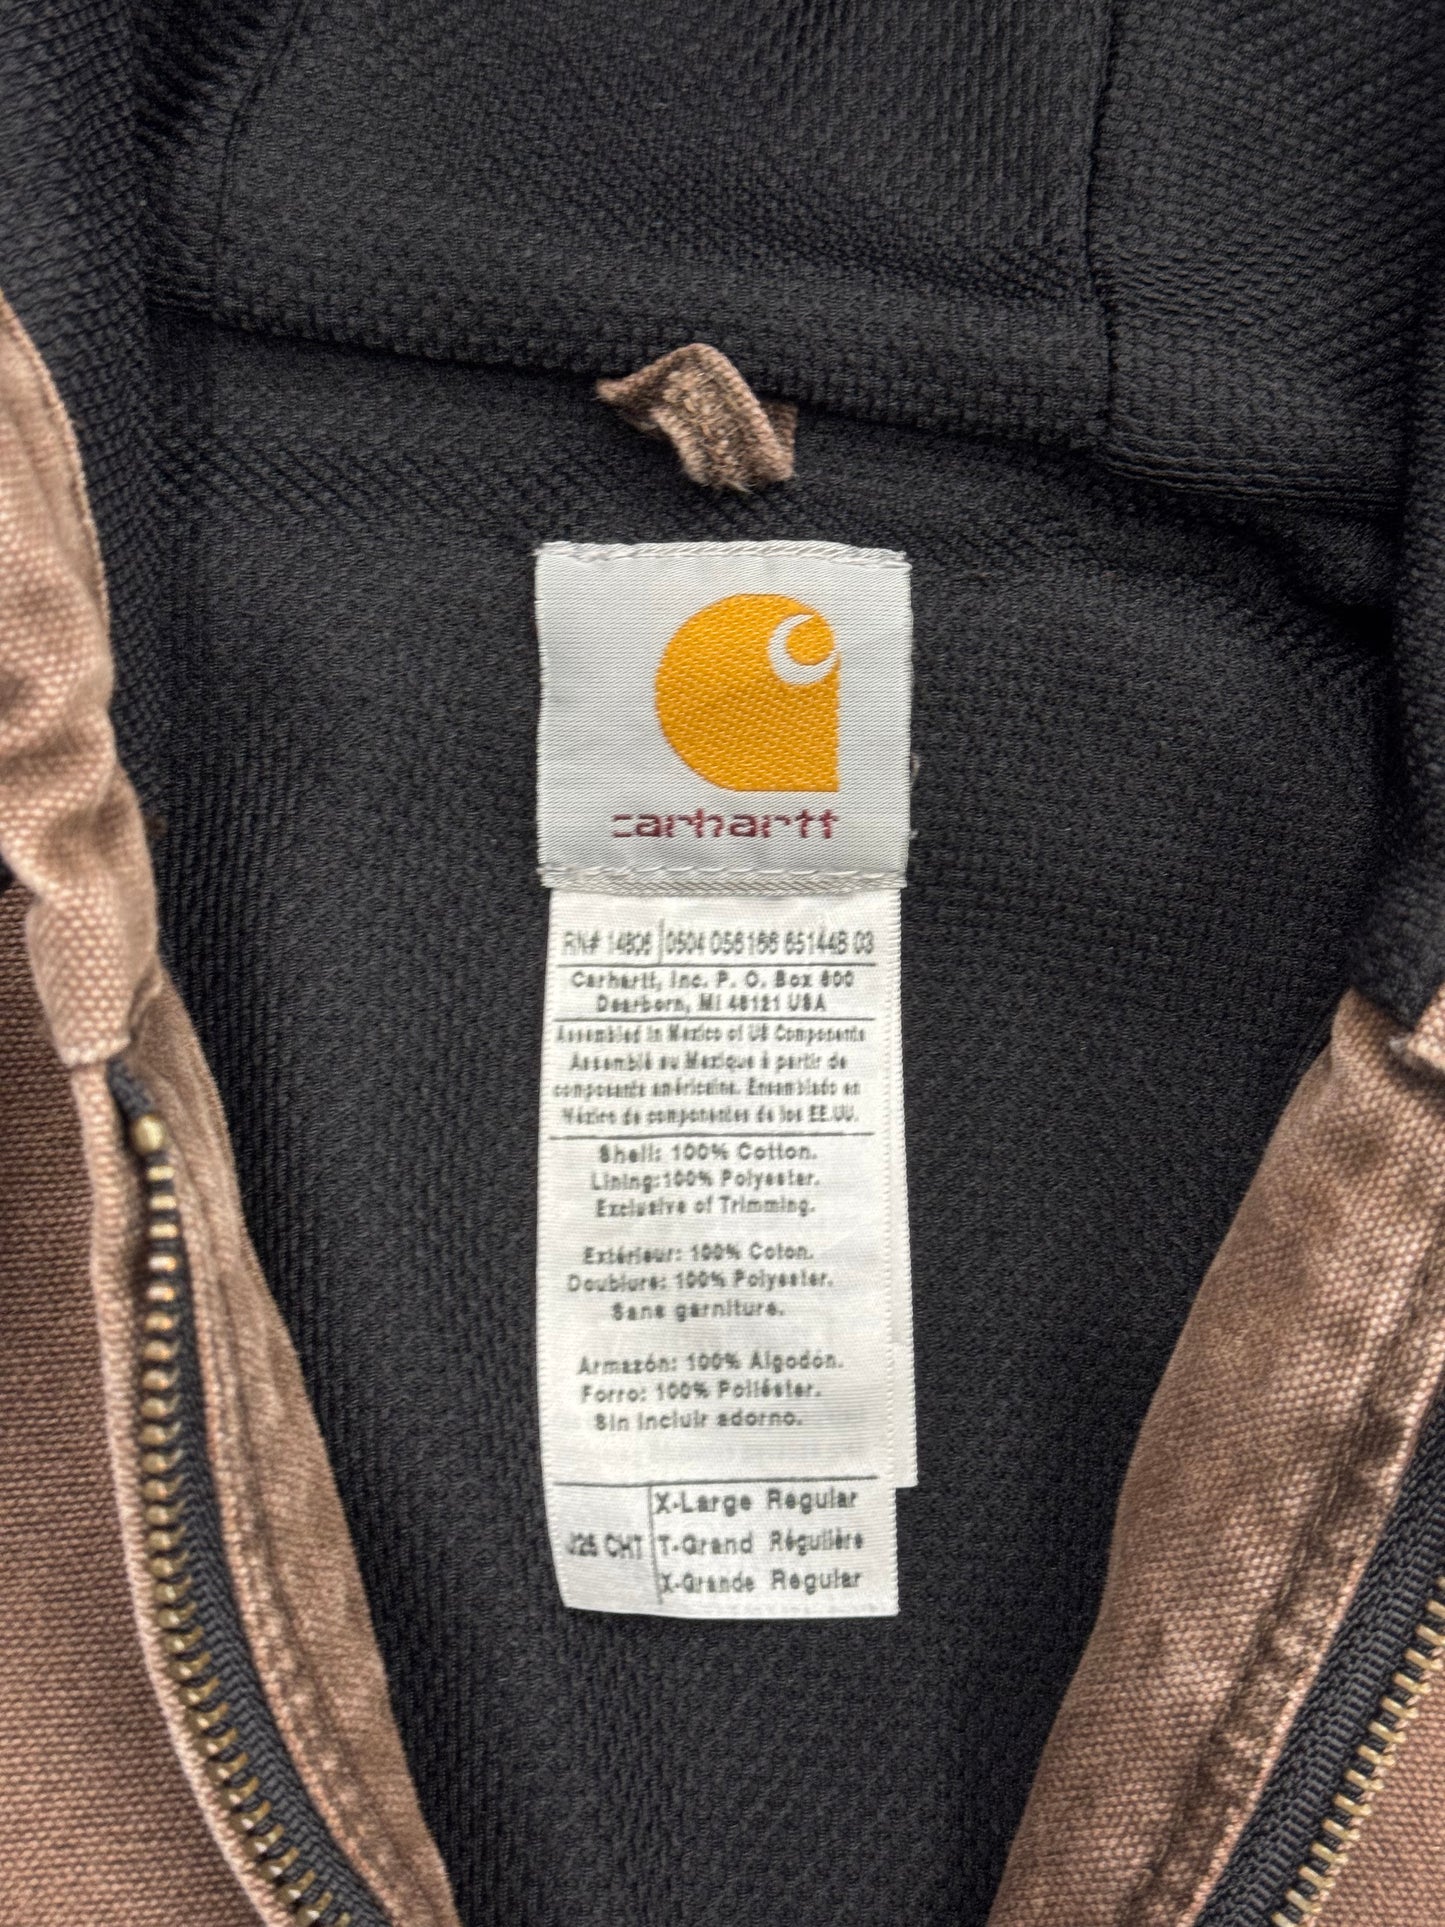 carhartt
RN# 14806 0504 056166 651448 03
Carhartt, Inc. P. O. Box 600
Dearborn, MI 48121 USA
Assembled in Mexico of US Components
Assemblé au Mexique à partir de
composants américains. Ensamblado en
México de componentes de los EE.UU.
Shell: 100% Cotton.
Lining:100% Polyester.
Exclusive of Trimming.
Extérieur: 100% Coton.
Doublure: 100% Polyester.
Sans garniture.
Armazón: 100% Algodón.
Forro: 100% Poliéster.
Sin incluir adorno.
X-Large Regular
J25 CHT T-Grand Régulière
X-Grande Regular